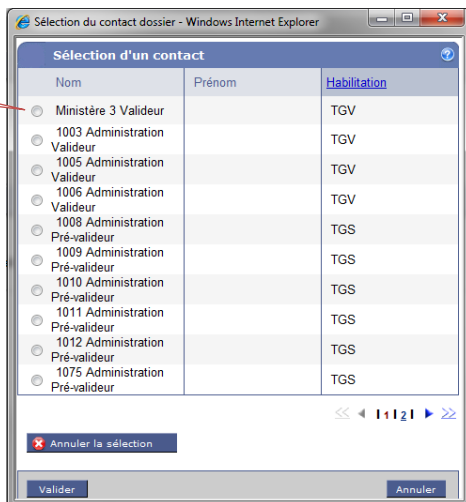 Sélection du contact dossier - Windows Internet Explorer
Sélection d'un contact
Nom Prénom Habilitation
Ministère 3 Valideur TGV
1003 Administration
Valideur TGV
1005 Administration
Valideur TGV
1006 Administration
Valideur TGV
1008 Administration
Pré-valideur TGS
1009 Administration
Pré-valideur TGS
1010 Administration
Pré-valideur TGS
1011 Administration
Pré-valideur TGS
1012 Administration
Pré-valideur TGS
1075 Administration
Pré-valideur TGS
| 1 | 2 |
Annuler la sélection
Valider Annuler